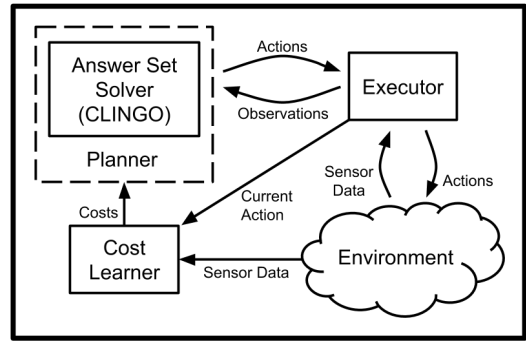 Answer Set
Solver
(CLINGO)
Planner
Actions
Observations
Executor
Current
Action
Sensor
Data
Actions
Costs
Cost
Learner
Sensor Data
Environment